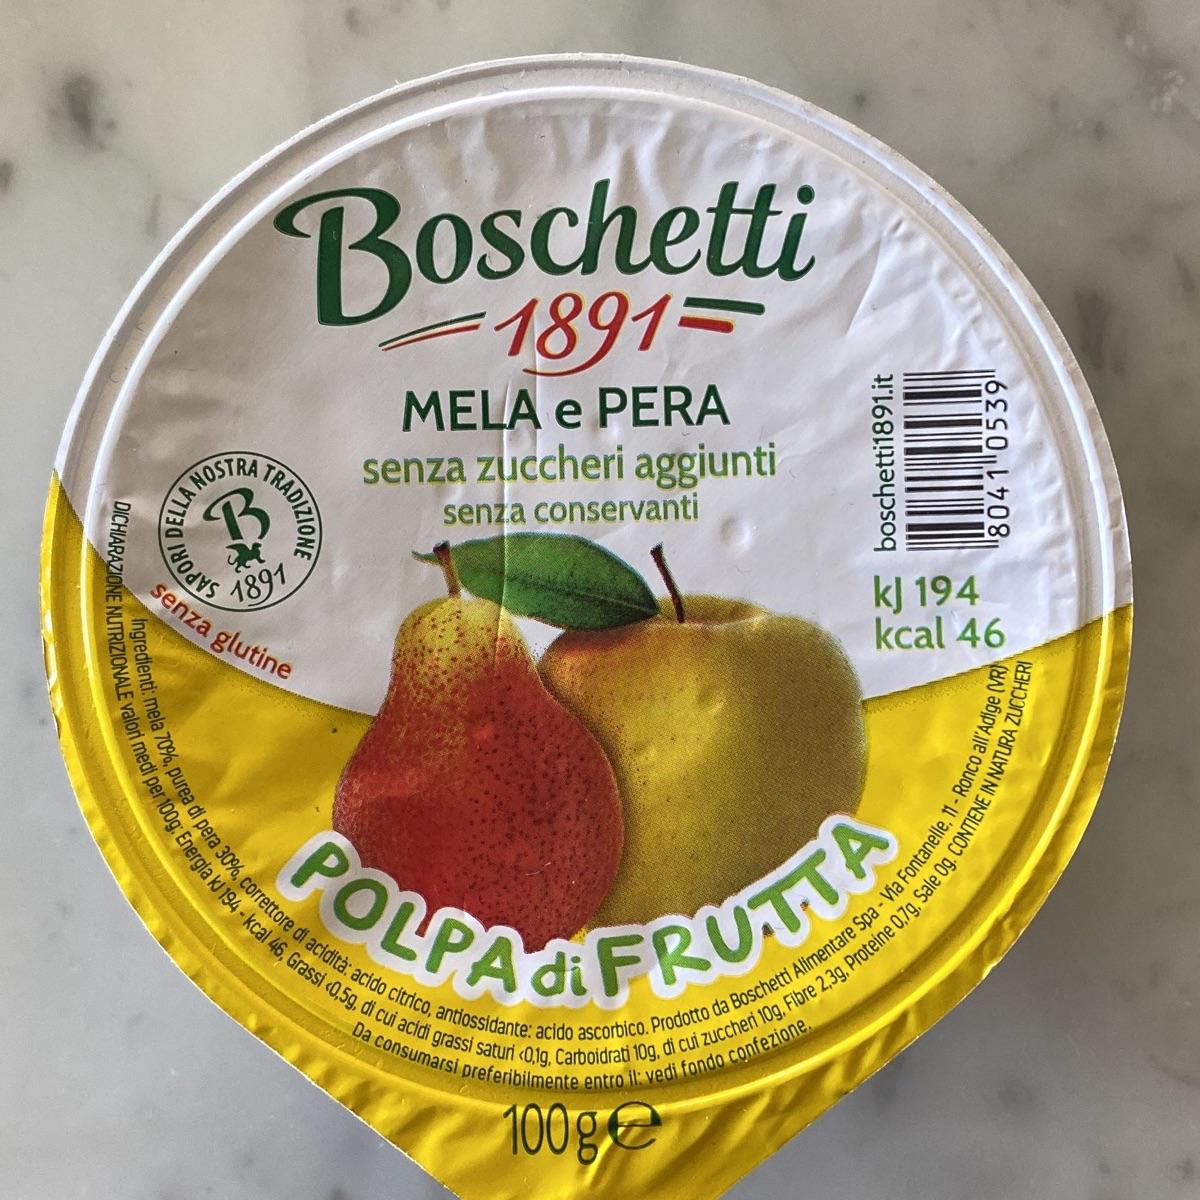 Boschetti
1891
MELA e PERA
senza zuccheri aggiunti
senza conservanti
SAPORI DELLA NOSTRA TRADIZIONE
B
1891
senza glutine
boschetti1891.it
80411053​9
kJ 194
kcal 46
POLPA di FRUTTA
Ingredienti: mela 70%, purea di pera 30%, correttore di acidità: acido citrico, antiossidante: acido ascorbico. Prodotto da Boschetti Alimentare Spa - Via Fontanelle, 11 - Ronco all'Adige (VR)
DICHIARAZIONE NUTRIZIONALE valori medi per 100g: Energia kJ 194 - kcal 46, Grassi <0,5g, di cui acidi grassi saturi <0,1g, Carboidrati 10g, di cui zuccheri 10g, Fibre 2,3g, Proteine 0,7g, Sale 0g. CONTIENE IN NATURA ZUCCHERI
Da consumarsi preferibilmente entro il: vedi fondo confezione.
100 g e